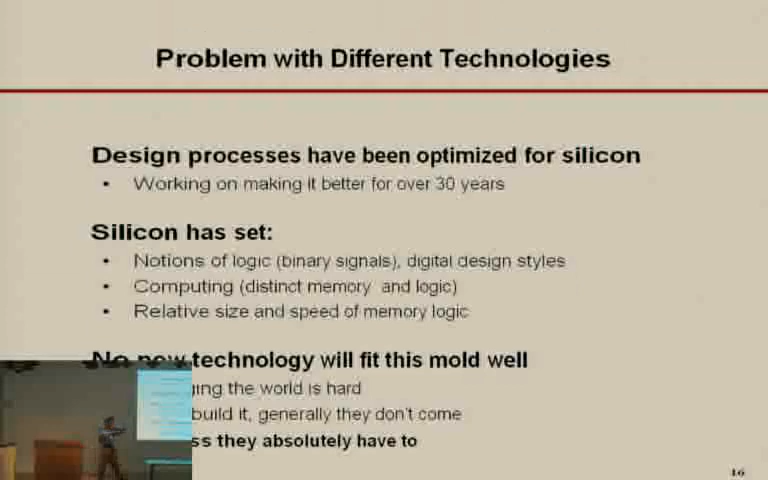 Problem with Different Technologies
Design processes have been optimized for silicon
• Working on making it better for over 30 years
Silicon has set:
• Notions of logic (binary signals), digital design styles
• Computing (distinct memory and logic)
• Relative size and speed of memory logic
No new technology will fit this mold well
the world is hard
build it, generally they don't come
they absolutely have to
16